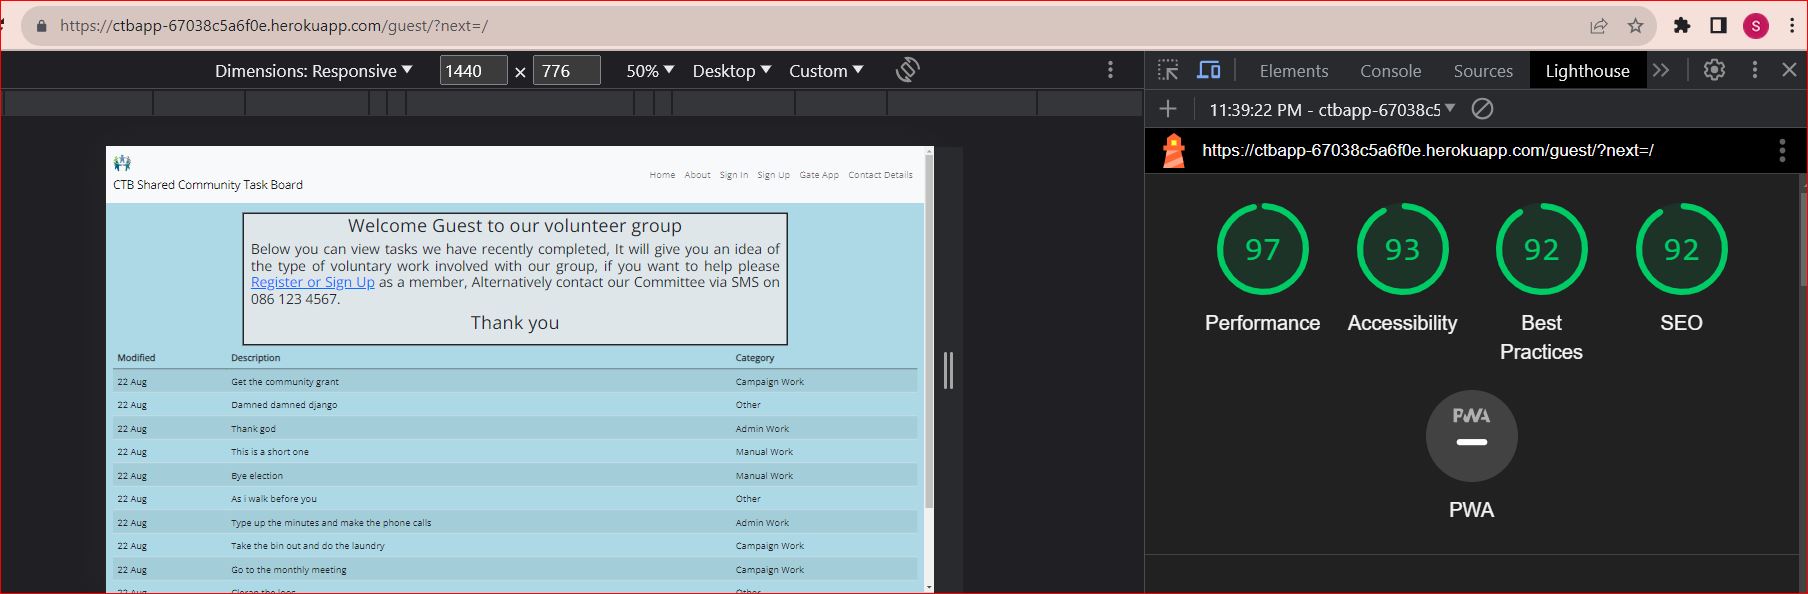 https://ctbapp-67038c5a6f0e.herokuapp.com/guest/?next=/
S
Dimensions: Responsive 1440 × 776 50% Desktop Custom
Elements Console Sources Lighthouse
11:39:22 PM - ctbapp-67038c5
https://ctbapp-67038c5a6f0e.herokuapp.com/guest/?next=/
CTB Shared Community Task Board
Home About Sign In Sign Up Gate App Contact Details
Welcome Guest to our volunteer group
Below you can view tasks we have recently completed, It will give you an idea of
the type of voluntary work involved with our group, if you want to help please
Register or Sign Up as a member, Alternatively contact our Committee via SMS on
086 123 4567.
Thank you
Modified Description Category
22 Aug Get the community grant Campaign Work
22 Aug Damned damned django Other
22 Aug Thank god Admin Work
22 Aug This is a short one Manual Work
22 Aug Bye election Manual Work
22 Aug As i walk before you Other
22 Aug Type up the minutes and make the phone calls Admin Work
22 Aug Take the bin out and do the laundry Campaign Work
22 Aug Go to the monthly meeting Campaign Work
22 Aug Other
97 93 92 92
Performance Accessibility Best Practices SEO
PWA
PWA